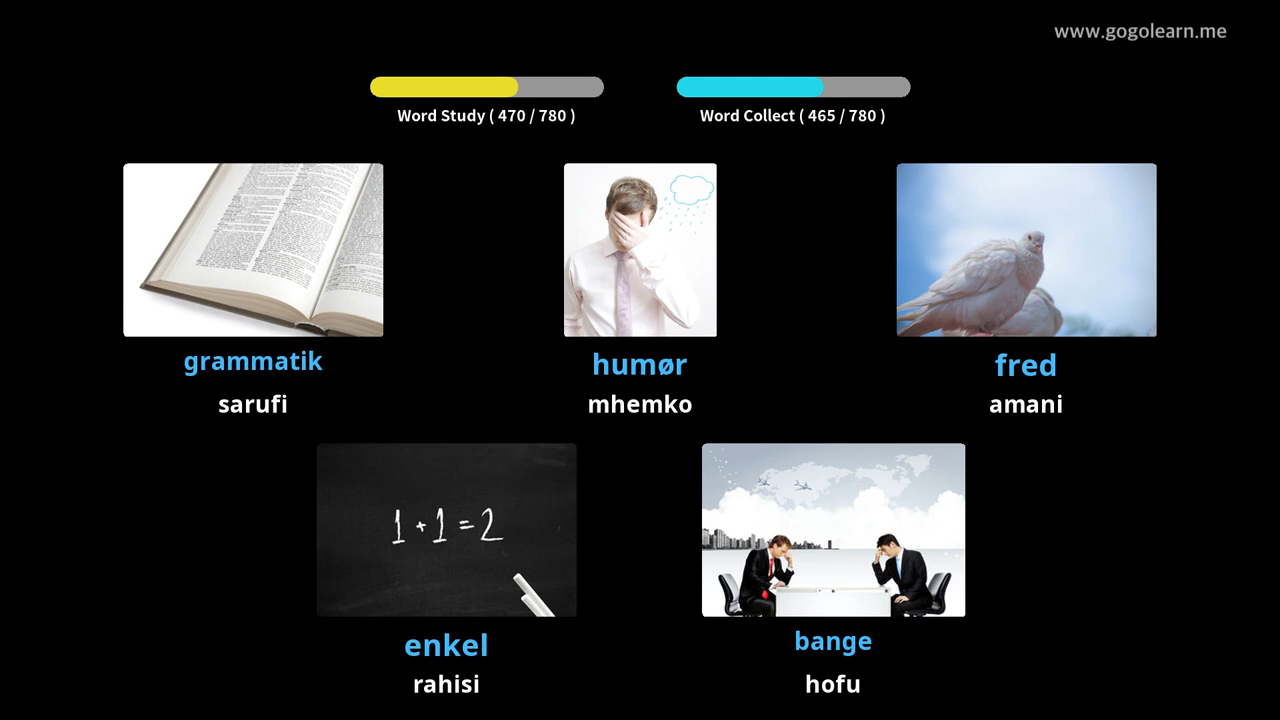 www.gogolearn.me
Word Study ( 470 / 780 )
Word Collect ( 465 / 780 )
grammatik
sarufi
humør
mhemko
fred
amani
1 + 1 = 2
enkel
rahisi
bange
hofu